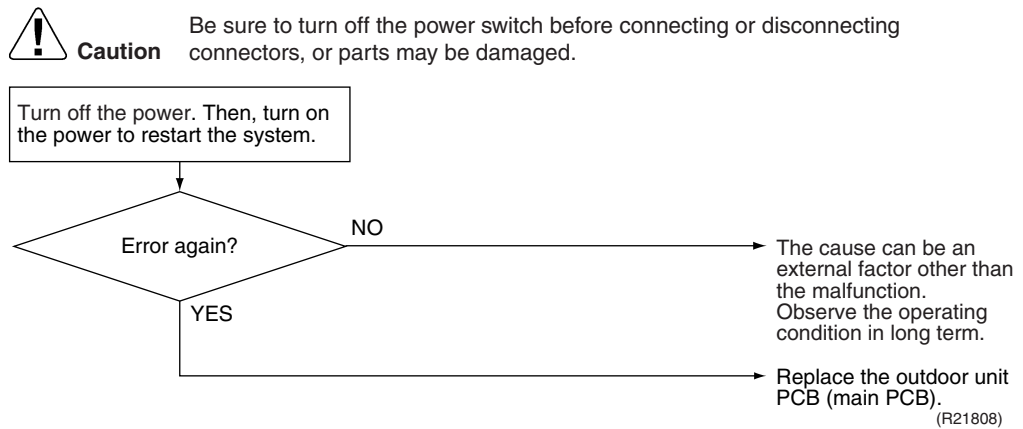 Be sure to turn off the power switch before connecting or disconnecting
Caution connectors, or parts may be damaged.
Turn off the power. Then, turn on
the power to restart the system.
Error again?
NO
The cause can be an
external factor other than
the malfunction.
Observe the operating
condition in long term.
YES
Replace the outdoor unit
PCB (main PCB).
(R21808)